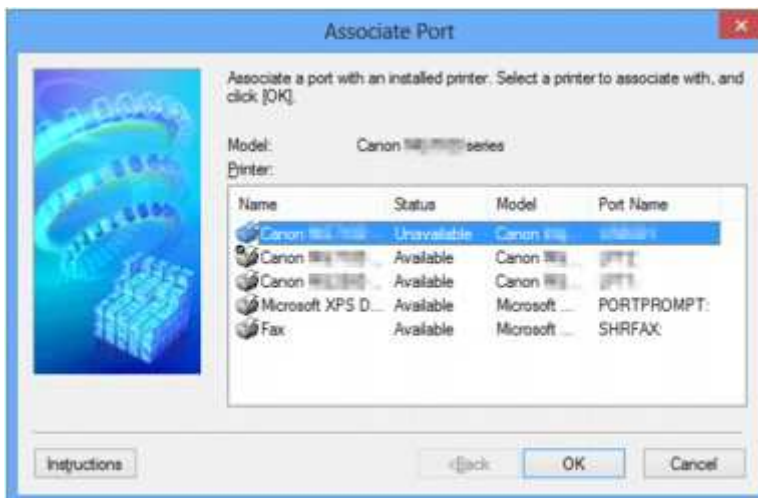 Associate Port
Associate a port with an installed printer. Select a printer to associate with, and
click [OK].
Model: Canon series
Printer:
Name Status Model Port Name
Canon ... Unavailable Canon
Canon ... Available Canon ...
Canon ... Available Canon ...
Microsoft XPS D... Available Microsoft ... PORTPROMPT:
Fax Available Microsoft ... SHRFAX:
Instructions <Back OK Cancel